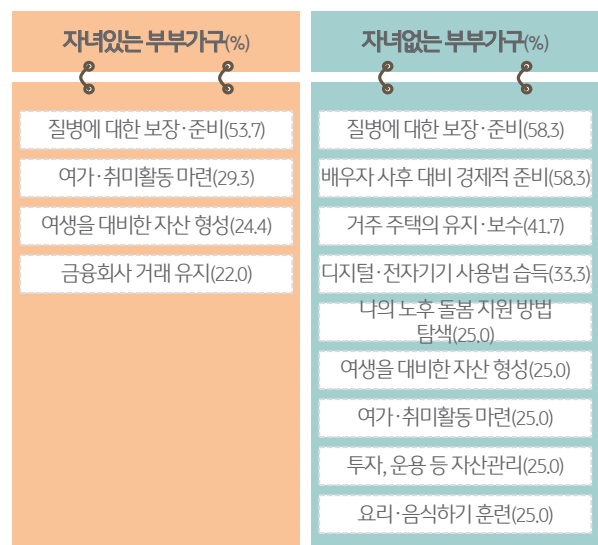 자녀있는 부부가구(%)
질병에 대한 보장·준비(53.7)
여가·취미활동 마련(29.3)
여생을 대비한 자산 형성(24.4)
금융회사 거래 유지(22.0)
자녀없는 부부가구(%)
질병에 대한 보장·준비(58.3)
배우자 사후 대비 경제적 준비(58.3)
거주 주택의 유지·보수(41.7)
디지털·전자기기 사용법 습득(33.3)
나의 노후 돌봄 지원 방법
탐색(25.0)
여생을 대비한 자산 형성(25.0)
여가·취미활동 마련(25.0)
투자, 운용 등 자산관리(25.0)
요리·음식하기 훈련(25.0)